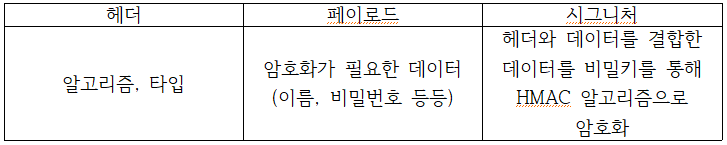 헤더
페이로드
시그니처
알고리즘, 타입
암호화가 필요한 데이터
(이름, 비밀번호 등등)
헤더와 데이터를 결합한
데이터를 비밀키를 통해
HMAC 알고리즘으로
암호화